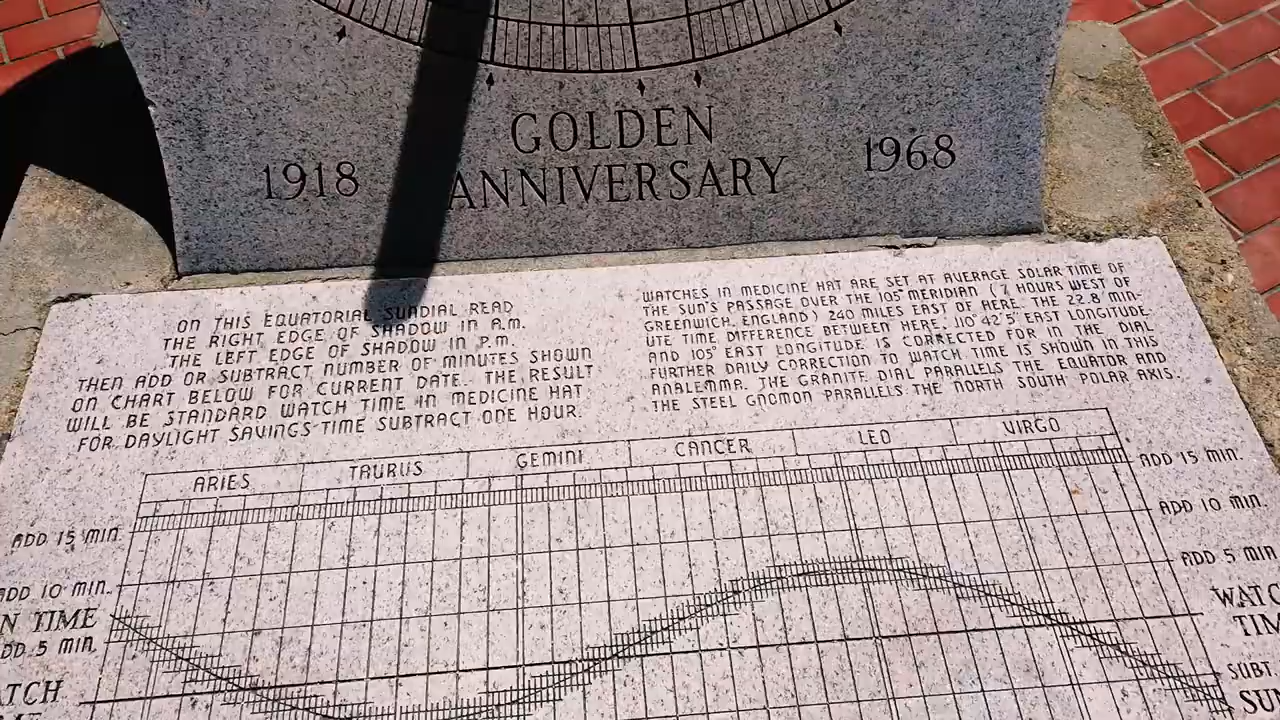 GOLDEN
1918 ANNIVERSARY 1968
ON THIS EQUATORIAL SUNDIAL READ
THE RIGHT EDGE OF SHADOW IN A.M.
THE LEFT EDGE OF SHADOW IN P.M.
THEN ADD OR SUBTRACT NUMBER OF MINUTES SHOWN
ON CHART BELOW FOR CURRENT DATE. THE RESULT
WILL BE STANDARD WATCH TIME IN MEDICINE HAT
FOR DAYLIGHT SAVINGS TIME SUBTRACT ONE HOUR.
WATCHES IN MEDICINE HAT ARE SET AT AVERAGE SOLAR TIME OF
THE SUN'S PASSAGE OVER THE 105° MERIDIAN (7 HOURS WEST OF
GREENWICH, ENGLAND) 240 MILES EAST OF HERE. THE 22.8 MIN-
UTE TIME DIFFERENCE BETWEEN HERE, 110° 42' 5" EAST LONGITUDE
AND 105° EAST LONGITUDE IS CORRECTED FOR IN THE DIAL
FURTHER DAILY CORRECTION TO WATCH TIME IS SHOWN IN THIS
ANALEMMA. THE GRANITE DIAL PARALLELS THE EQUATOR AND
THE STEEL GNOMON PARALLELS THE NORTH SOUTH POLAR AXIS.
ARIES TAURUS GEMINI CANCER LEO VIRGO
ADD 15 MIN. ADD 15 MIN.
ADD 10 MIN. ADD 10 MIN.
N TIME
ADD 5 MIN. ADD 5 MIN
WATC
TIM
ATCH
SUBT.
SU